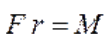 F r = M